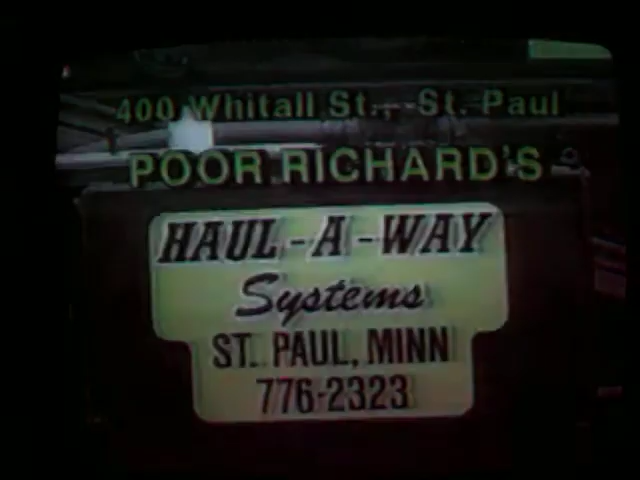 400 Whitall St., St. Paul
POOR RICHARD'S
HAUL-A-WAY
Systems
ST. PAUL, MINN
776-2323